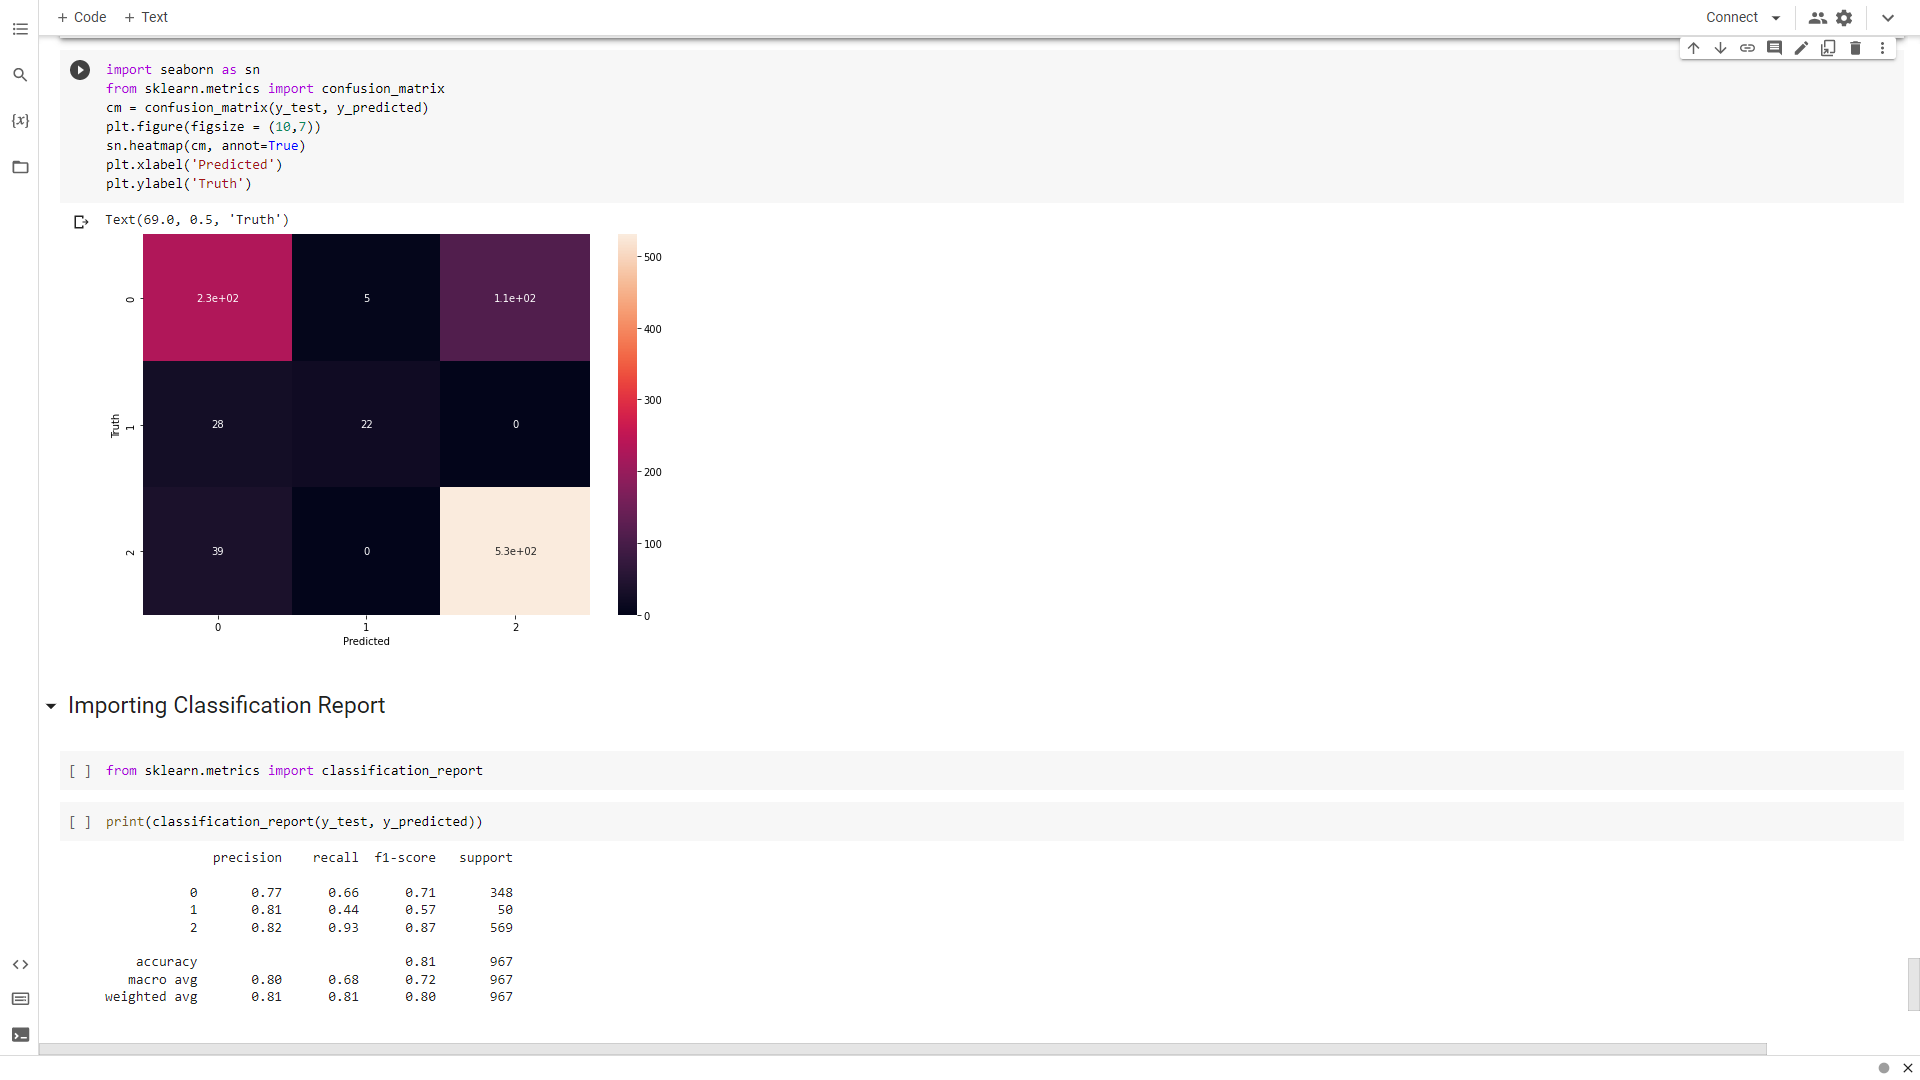 + Code + Text
Connect
import seaborn as sn
from sklearn.metrics import confusion_matrix
cm = confusion_matrix(y_test, y_predicted)
plt.figure(figsize = (10,7))
sn.heatmap(cm, annot=True)
plt.xlabel('Predicted')
plt.ylabel('Truth')
Text(69.0, 0.5, 'Truth')
2.3e+02 5 1.1e+02
28 22 0
39 0 5.3e+02
0
1
2
Truth
0 1 2
Predicted
500
400
300
200
100
0
Importing Classification Report
[ ] from sklearn.metrics import classification_report
[ ] print(classification_report(y_test, y_predicted))
precision recall f1-score support
0 0.77 0.66 0.71 348
1 0.81 0.44 0.57 50
2 0.82 0.93 0.87 569
accuracy 0.81 967
macro avg 0.80 0.68 0.72 967
weighted avg 0.81 0.81 0.80 967
{x}